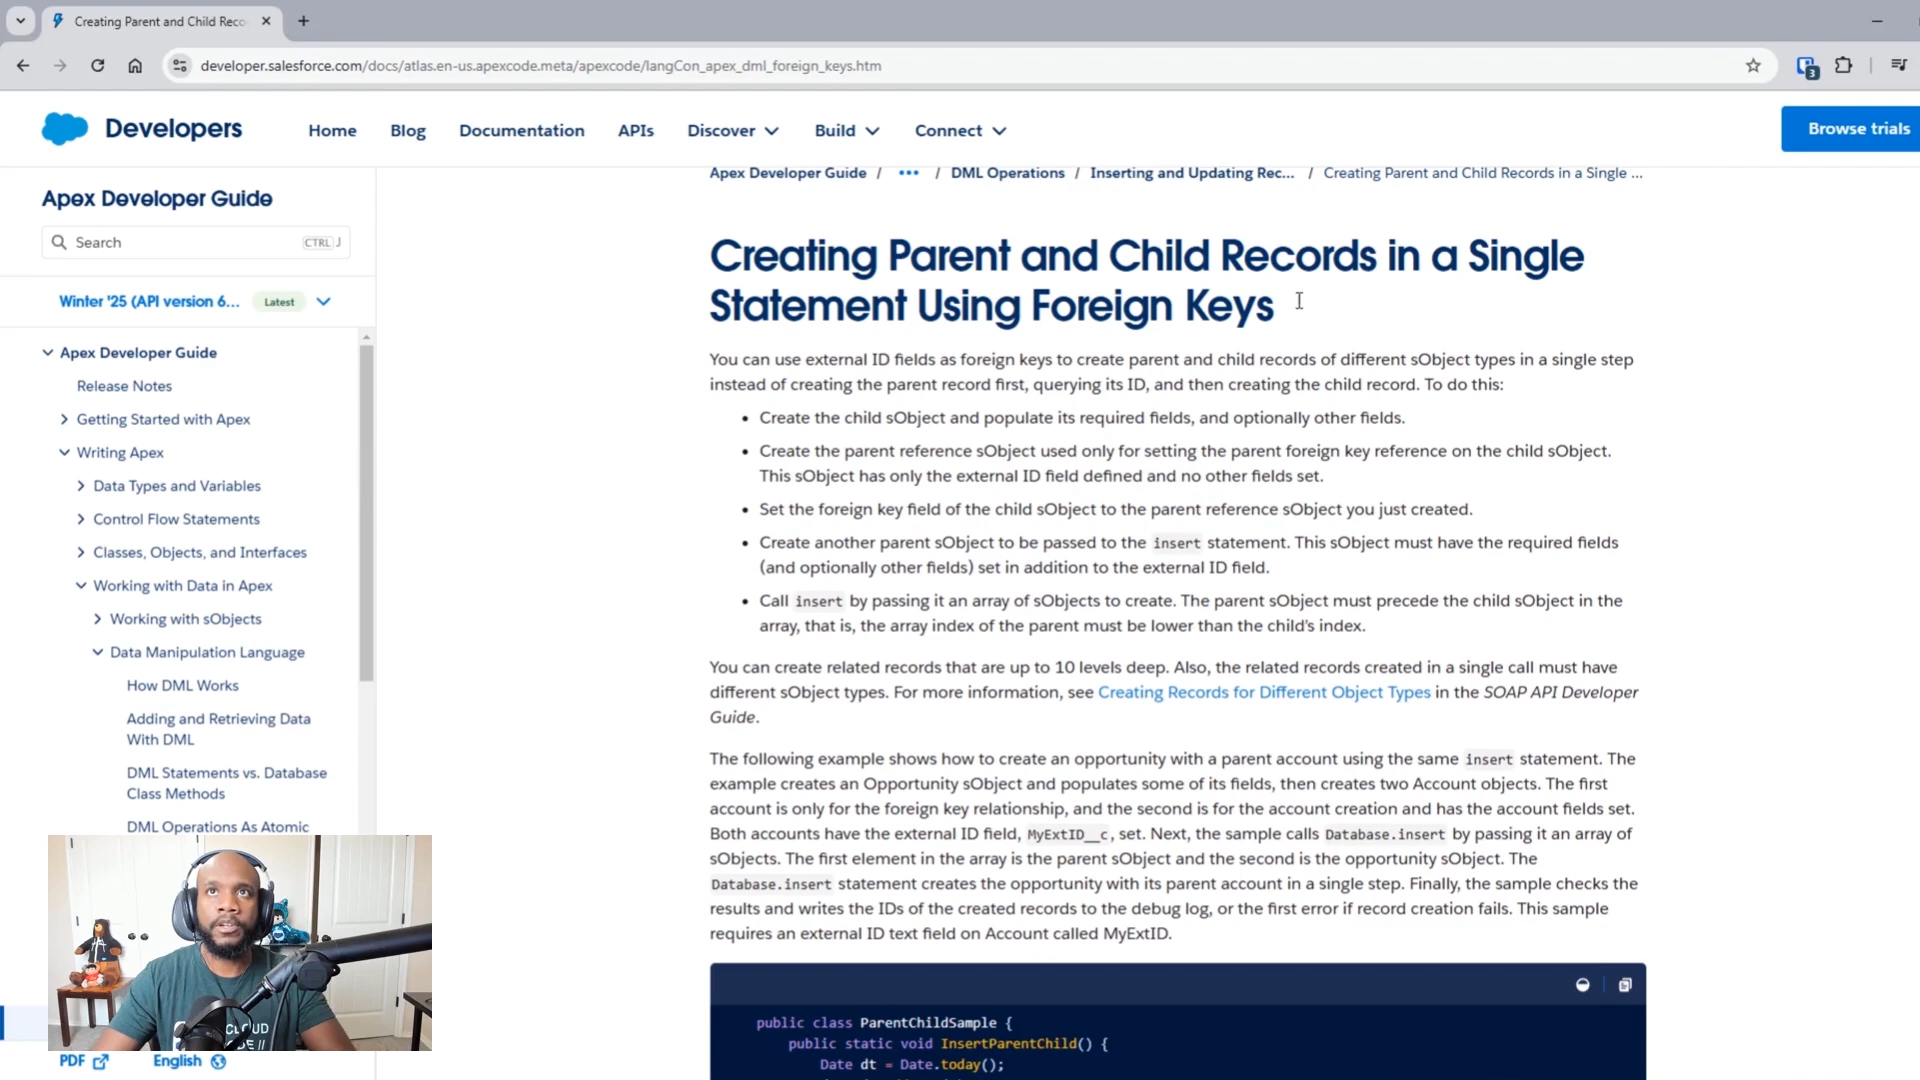 Creating Parent and Child Reco
developer.salesforce.com/docs/atlas.en-us.apexcode.meta/apexcode/langCon_apex_dml_foreign_keys.htm
3
Developers
Home
Blog
Documentation
APIs
Discover
Build
Connect
Browse trials
Apex Developer Guide
Search
CTRL J
Winter '25 (API version 6...
Latest
Apex Developer Guide
Release Notes
Getting Started with Apex
Writing Apex
Data Types and Variables
Control Flow Statements
Classes, Objects, and Interfaces
Working with Data in Apex
Working with sObjects
Data Manipulation Language
How DML Works
Adding and Retrieving Data
With DML
DML Statements vs. Database
Class Methods
DML Operations As Atomic
PDF
English
Apex Developer Guide / ••• / DML Operations / Inserting and Updating Rec... / Creating Parent and Child Records in a Single ...
Creating Parent and Child Records in a Single
Statement Using Foreign Keys
You can use external ID fields as foreign keys to create parent and child records of different sObject types in a single step
instead of creating the parent record first, querying its ID, and then creating the child record. To do this:
• Create the child sObject and populate its required fields, and optionally other fields.
• Create the parent reference sObject used only for setting the parent foreign key reference on the child sObject.
This sObject has only the external ID field defined and no other fields set.
• Set the foreign key field of the child sObject to the parent reference sObject you just created.
• Create another parent sObject to be passed to the insert statement. This sObject must have the required fields
(and optionally other fields) set in addition to the external ID field.
• Call insert by passing it an array of sObjects to create. The parent sObject must precede the child sObject in the
array, that is, the array index of the parent must be lower than the child's index.
You can create related records that are up to 10 levels deep. Also, the related records created in a single call must have
different sObject types. For more information, see Creating Records for Different Object Types in the SOAP API Developer
Guide.
The following example shows how to create an opportunity with a parent account using the same insert statement. The
example creates an Opportunity sObject and populates some of its fields, then creates two Account objects. The first
account is only for the foreign key relationship, and the second is for the account creation and has the account fields set.
Both accounts have the external ID field, MyExtID__c, set. Next, the sample calls Database.insert by passing it an array of
sObjects. The first element in the array is the parent sObject and the second is the opportunity sObject. The
Database.insert statement creates the opportunity with its parent account in a single step. Finally, the sample checks the
results and writes the IDs of the created records to the debug log, or the first error if record creation fails. This sample
requires an external ID text field on Account called MyExtID.
public class ParentChildSample {
public static void InsertParentChild() {
Date dt = Date.today();
CLOUD